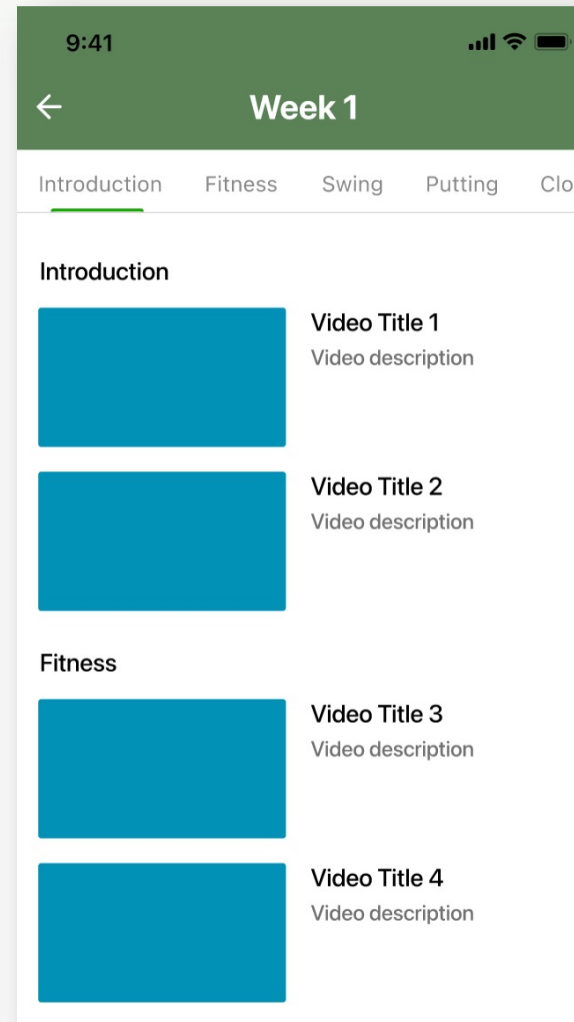 9:41
Week 1
Introduction Fitness Swing Putting Clo
Introduction
Video Title 1
Video description
Video Title 2
Video description
Fitness
Video Title 3
Video description
Video Title 4
Video description